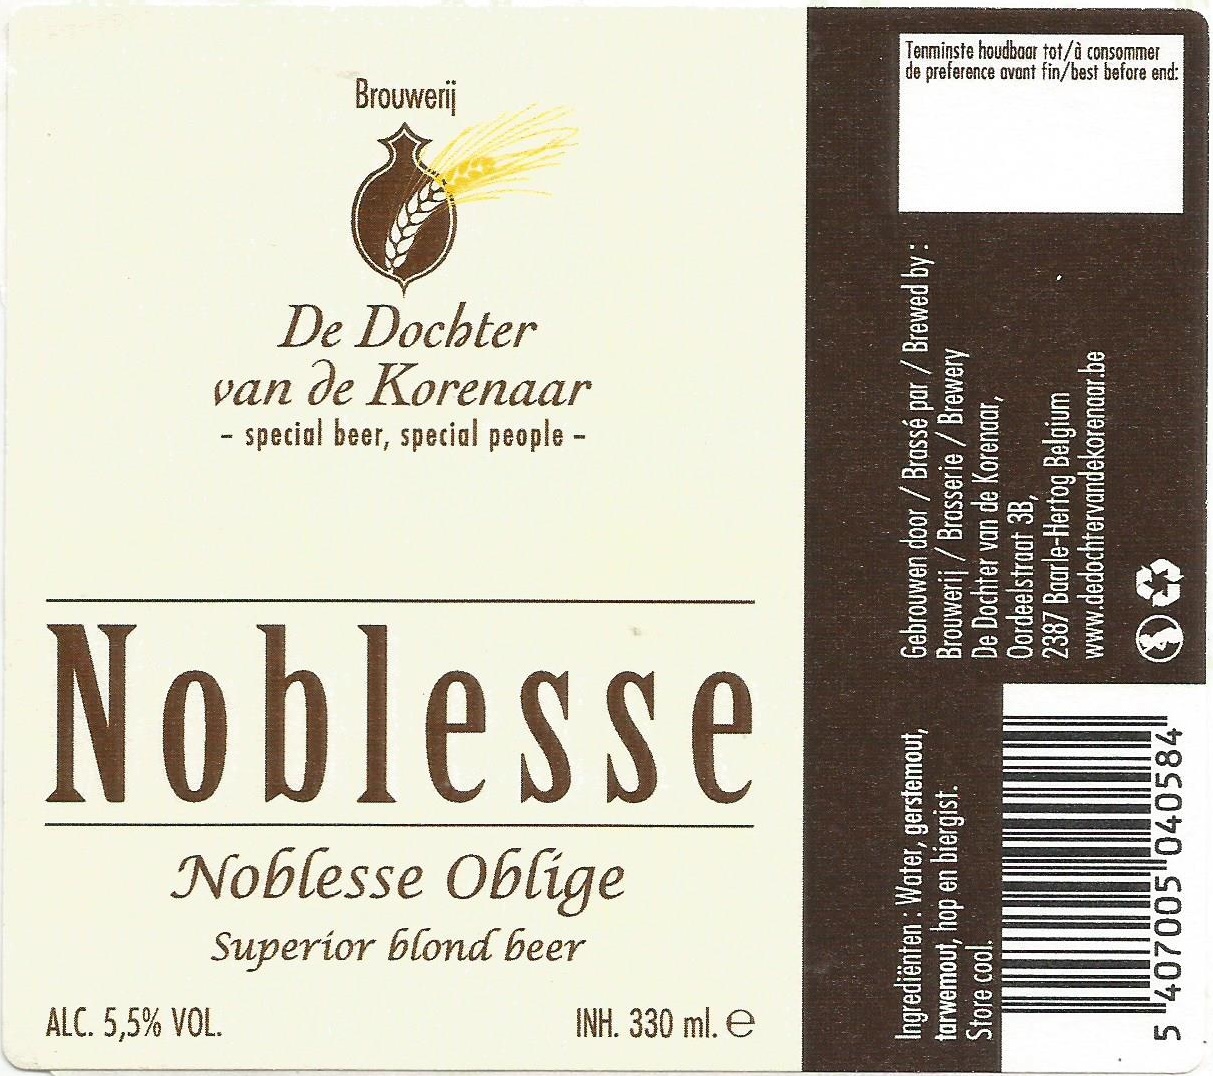 Brouwerij
De Dochter
van de Korenaar
- special beer, special people -
Noblesse
Noblesse Oblige
Superior blond beer
ALC. 5,5% VOL.
INH. 330 ml. e
Tenminste houdbaar tot/à consommer
de preference avant fin/best before end:
Gebrouwen door / Brassé par / Brewed by :
Brouwerij / Brasserie / Brewery
De Dochter van de Korenaar,
Oordeelstraat 3B,
2387 Baarle-Hertog Belgium
www.dedochtervandekorenaar.be
Ingrediënten : Water, gerstemout,
tarwemout, hop en biergist.
Store cool.
5 407005 040584